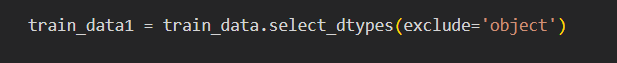 train_data1 = train_data.select_dtypes(exclude='object')